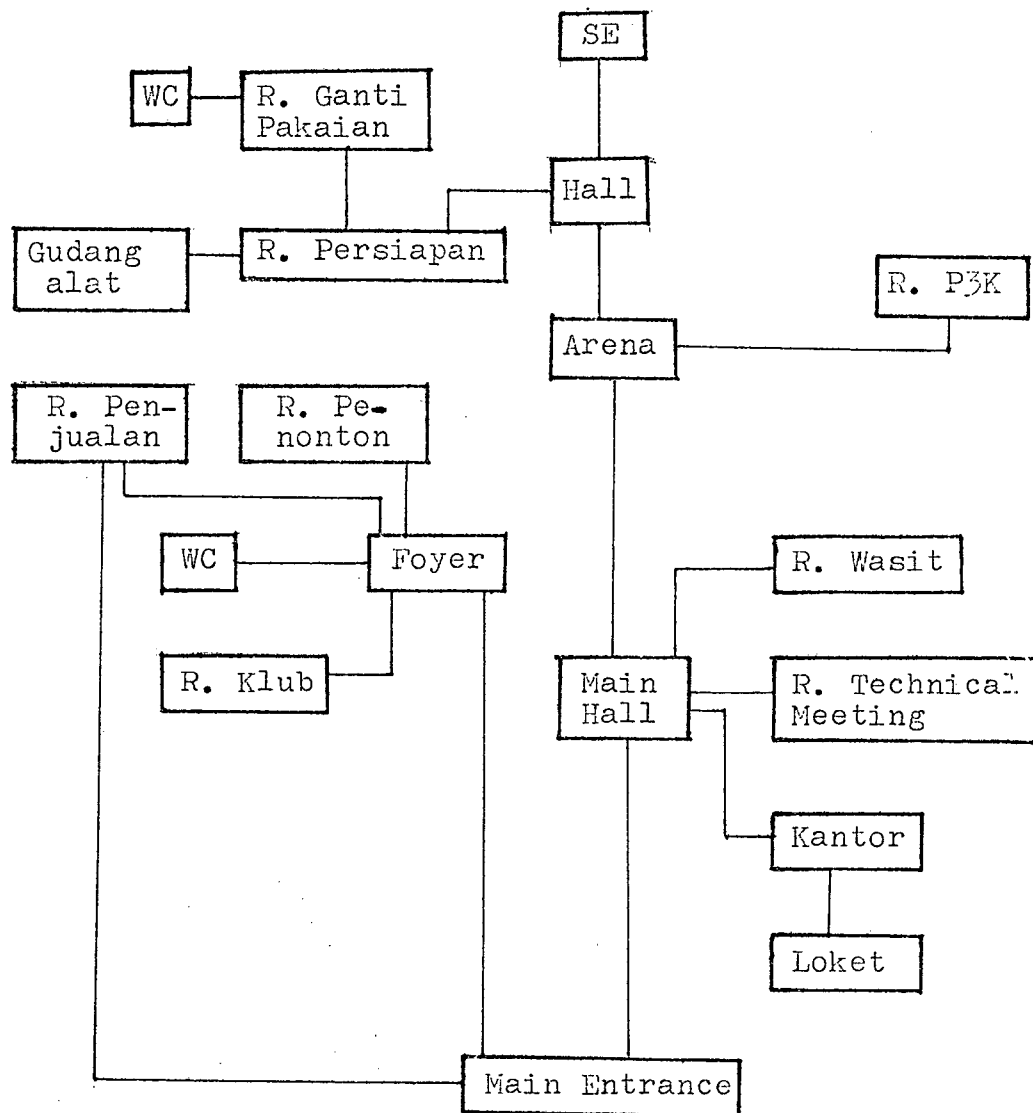 SE
WC
R. Ganti
Pakaian
Hall
Gudang
alat
R. Persiapan
R. P3K
Arena
R. Pen-
jualan
R. Pe-
nonton
WC
Foyer
R. Wasit
R. Klub
Main
Hall
R. Technical
Meeting
Kantor
Loket
Main Entrance